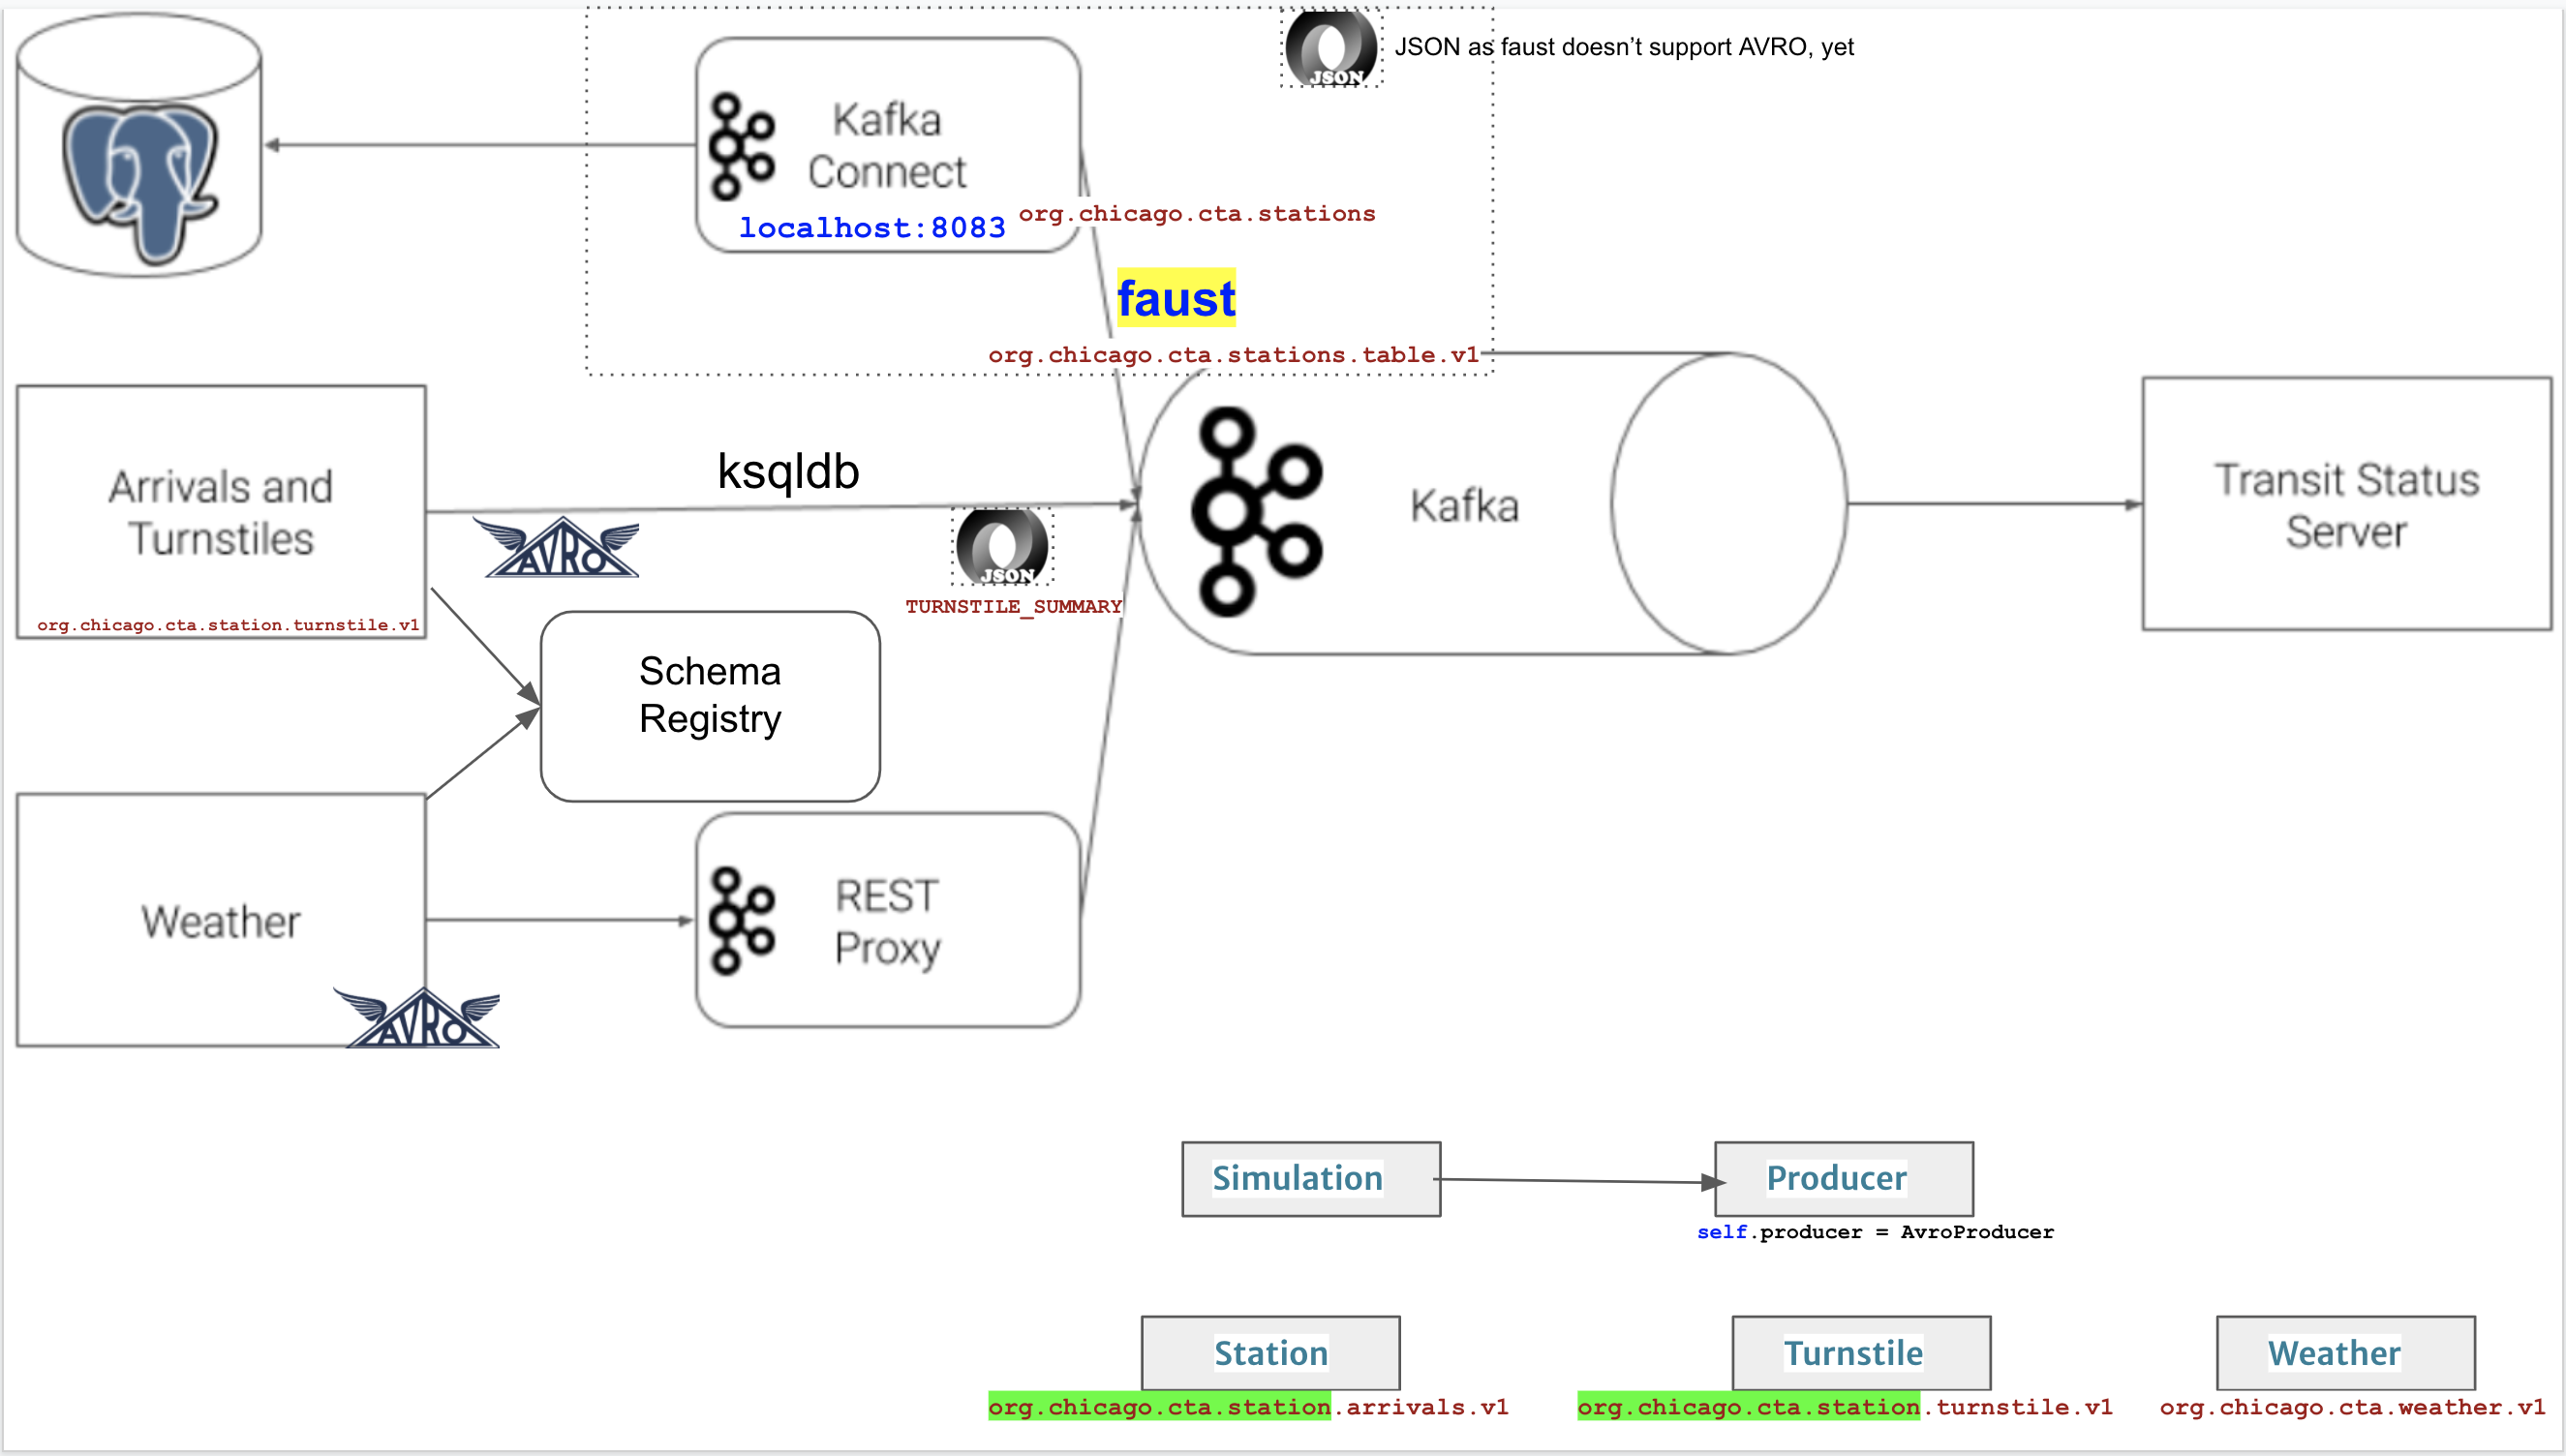 JSON
JSON as faust doesn’t support AVRO, yet
Kafka
Connect
localhost:8083
org.chicago.cta.stations
faust
org.chicago.cta.stations.table.v1
Arrivals and
Turnstiles
org.chicago.cta.station.turnstile.v1
ksqldb
AVRO
JSON
TURNSTILE_SUMMARY
Kafka
Transit Status
Server
Schema
Registry
Weather
AVRO
REST
Proxy
Simulation
Producer
self.producer = AvroProducer
Station
org.chicago.cta.station.arrivals.v1
Turnstile
org.chicago.cta.station.turnstile.v1
Weather
org.chicago.cta.weather.v1